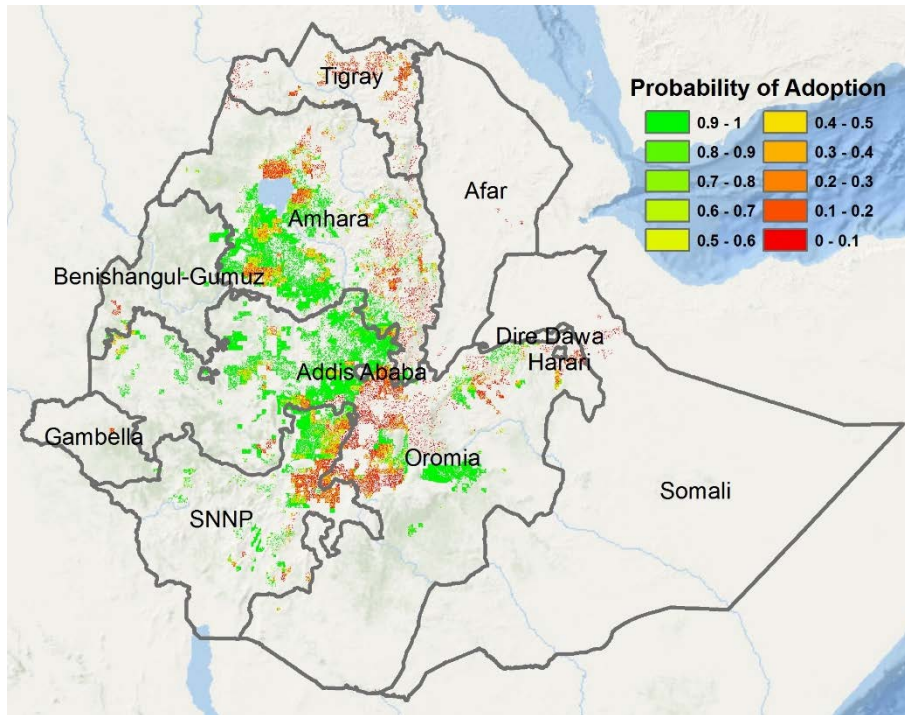 Tigray
Probability of Adoption
0.9 - 1
0.4 - 0.5
0.8 - 0.9
0.3 - 0.4
0.7 - 0.8
0.2 - 0.3
0.6 - 0.7
0.1 - 0.2
0.5 - 0.6
0 - 0.1
Afar
Amhara
Benishangul-Gumuz
Dire Dawa
Harari
Addis Ababa
Gambella
Oromia
Somali
SNNP